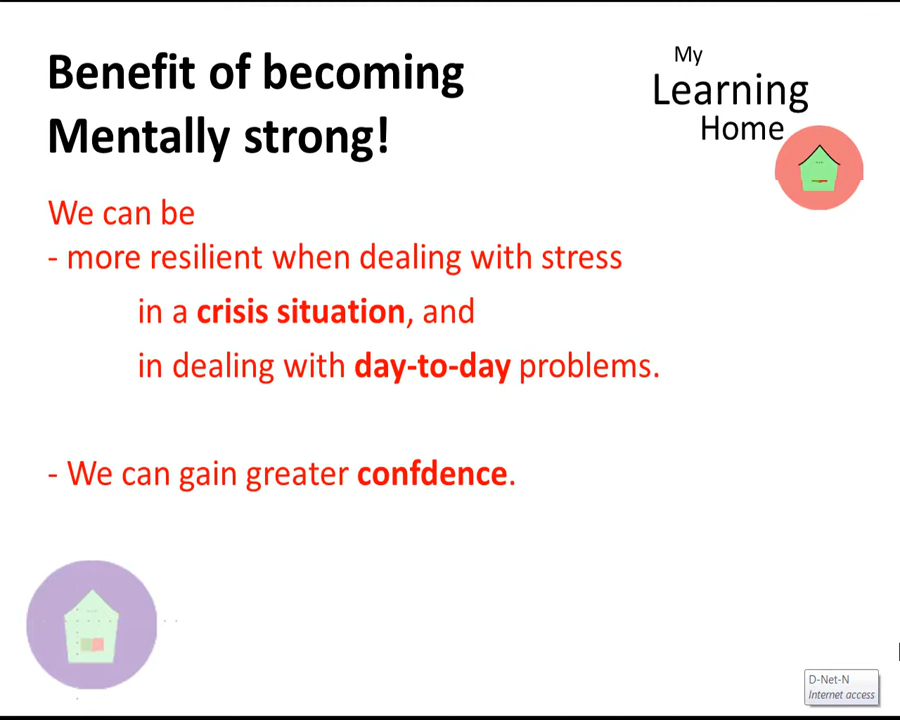 Benefit of becoming
Mentally strong!
My
Learning
Home
We can be
- more resilient when dealing with stress
in a crisis situation, and
in dealing with day-to-day problems.
- We can gain greater confdence.
D-Net-N
Internet access